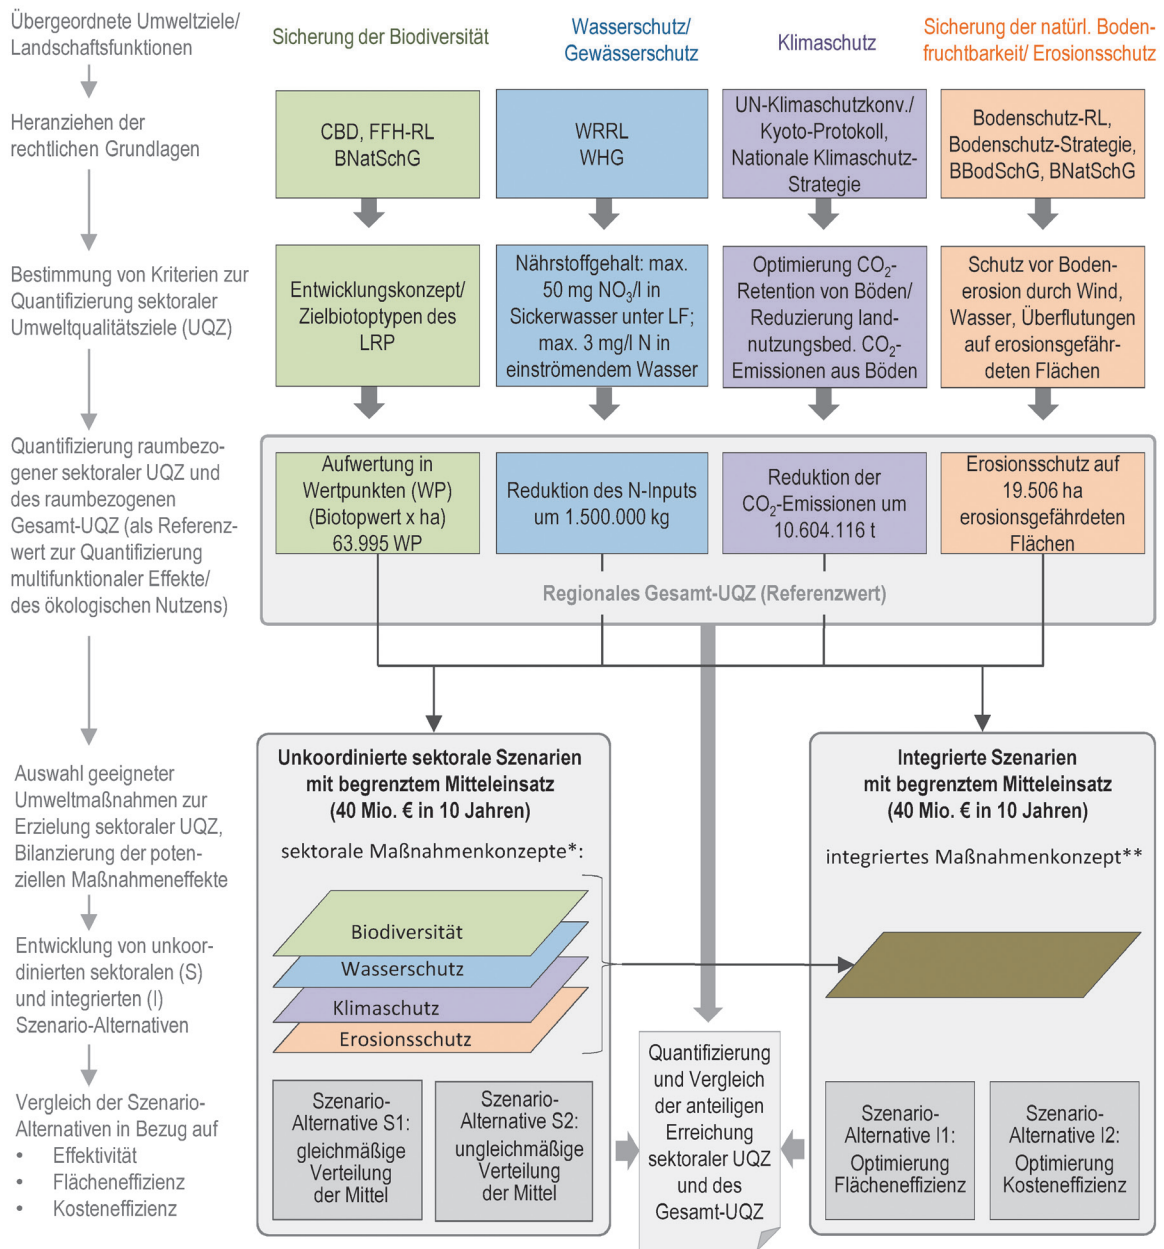 Übergeordnete Umweltziele/
Landschaftsfunktionen
Sicherung der Biodiversität
Wasserschutz/
Gewässerschutz
Klimaschutz
Sicherung der natürl. Boden-
fruchtbarkeit/ Erosionsschutz
Heranziehen der
rechtlichen Grundlagen
CBD, FFH-RL
BNatSchG
WRRL
WHG
UN-Klimaschutzkonv./
Kyoto-Protokoll,
Nationale Klimaschutz-
Strategie
Bodenschutz-RL,
Bodenschutz-Strategie,
BBodSchG, BNatSchG
Bestimmung von Kriterien zur
Quantifizierung sektoraler
Umweltqualitätsziele (UQZ)
Entwicklungskonzept/
Zielbiotoptypen des
LRP
Nährstoffgehalt: max.
50 mg NO₃/l in
Sickerwasser unter LF;
max. 3 mg/l N in
einströmendem Wasser
Optimierung CO₂-
Retention von Böden/
Reduzierung land-
nutzungsbed. CO₂-
Emissionen aus Böden
Schutz vor Boden-
erosion durch Wind,
Wasser, Überflutungen
auf erosionsgefähr-
deten Flächen
Quantifizierung raumbezo-
gener sektoraler UQZ und
des raumbezogenen
Gesamt-UQZ (als Referenz-
wert zur Quantifizierung
multifunktionaler Effekte/
des ökologischen Nutzens)
Aufwertung in
Wertpunkten (WP)
(Biotopwert x ha)
63.995 WP
Reduktion des N-Inputs
um 1.500.000 kg
Reduktion der
CO₂-Emissionen um
10.604.116 t
Erosionsschutz auf
19.506 ha
erosionsgefährdeten
Flächen
Regionales Gesamt-UQZ (Referenzwert)
Auswahl geeigneter
Umweltmaßnahmen zur
Erzielung sektoraler UQZ,
Bilanzierung der poten-
ziellen Maßnahmeneffekte
Unkoordinierte sektorale Szenarien
mit begrenztem Mitteleinsatz
(40 Mio. € in 10 Jahren)
sektorale Maßnahmenkonzepte*:
Integrierte Szenarien
mit begrenztem Mitteleinsatz
(40 Mio. € in 10 Jahren)
integriertes Maßnahmenkonzept**
Entwicklung von unkoor-
dinierten sektoralen (S)
und integrierten (I)
Szenario-Alternativen
Biodiversität
Wasserschutz
Klimaschutz
Erosionsschutz
Vergleich der Szenario-
Alternativen in Bezug auf
• Effektivität
• Flächeneffizienz
• Kosteneffizienz
Szenario-
Alternative S1:
gleichmäßige
Verteilung
der Mittel
Szenario-
Alternative S2:
ungleichmäßige
Verteilung
der Mittel
Quantifizierung
und Vergleich
der anteiligen
Erreichung
sektoraler UQZ
und des
Gesamt-UQZ
Szenario-
Alternative I1:
Optimierung
Flächeneffizienz
Szenario-
Alternative I2:
Optimierung
Kosteneffizienz